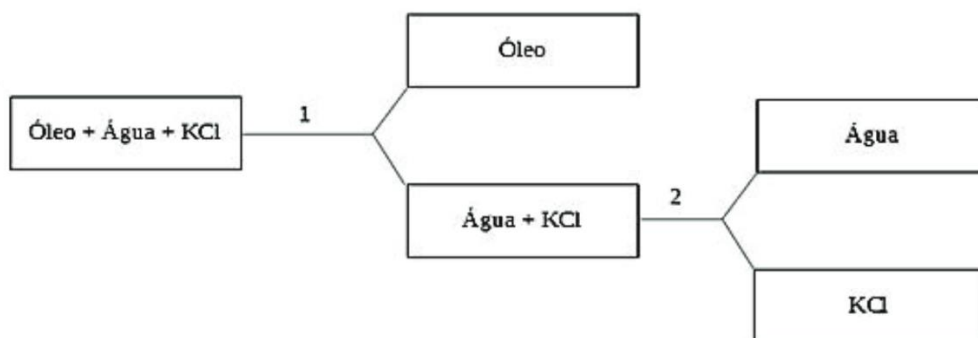 Óleo
Óleo + Água + KCl
1
Água
Água + KCl
2
KCl